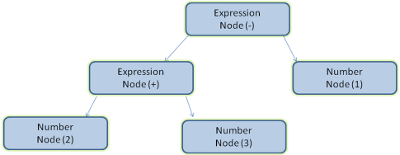 Expression
Node (-)
Expression
Node (+)
Number
Node (1)
Number
Node (2)
Number
Node (3)